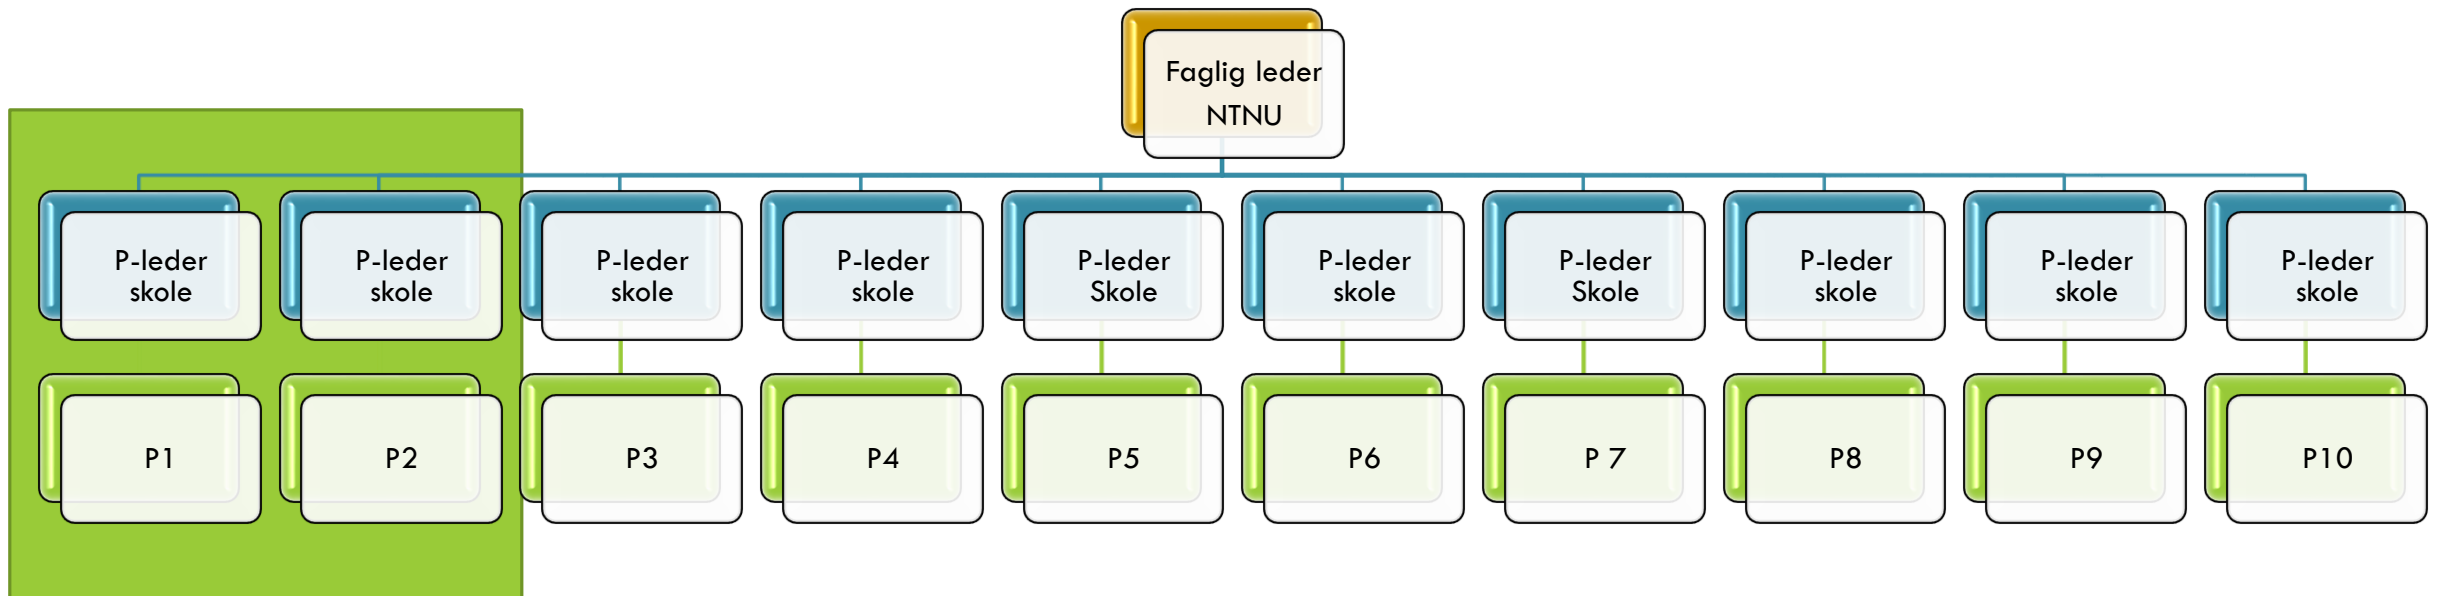 Faglig leder
NTNU
P-leder
skole
P-leder
skole
P-leder
skole
P-leder
skole
P-leder
Skole
P-leder
skole
P-leder
Skole
P-leder
skole
P-leder
skole
P-leder
skole
P1
P2
P3
P4
P5
P6
P 7
P8
P9
P10